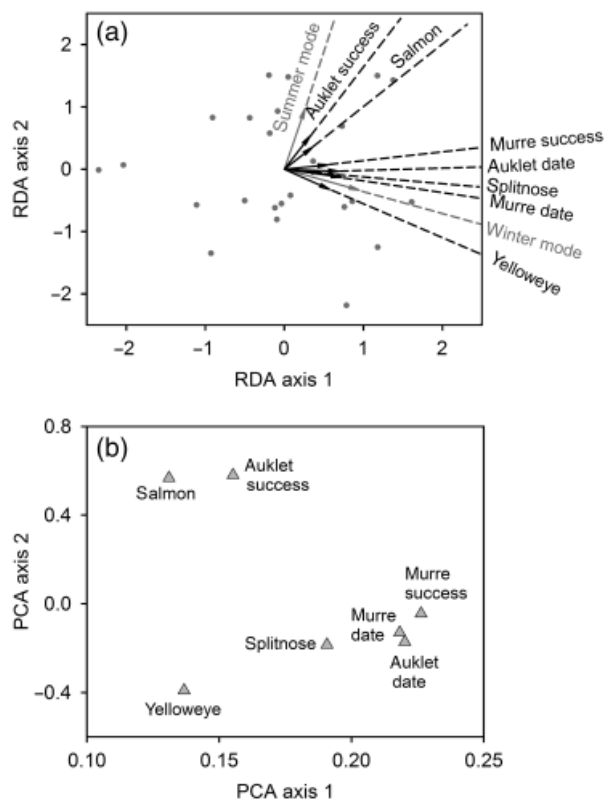 (a)
Summer mode
Auklet success
Salmon
Murre success
Auklet date
Splitnose
Murre date
Winter mode
Yelloweye
RDA axis 2
2
1
0
−1
−2
−2
−1
0
1
2
RDA axis 1
(b)
Salmon
Auklet
success
Murre
success
Murre
date
Splitnose
Auklet
date
Yelloweye
PCA axis 2
0.8
0.4
0.0
−0.4
0.10
0.15
0.20
0.25
PCA axis 1